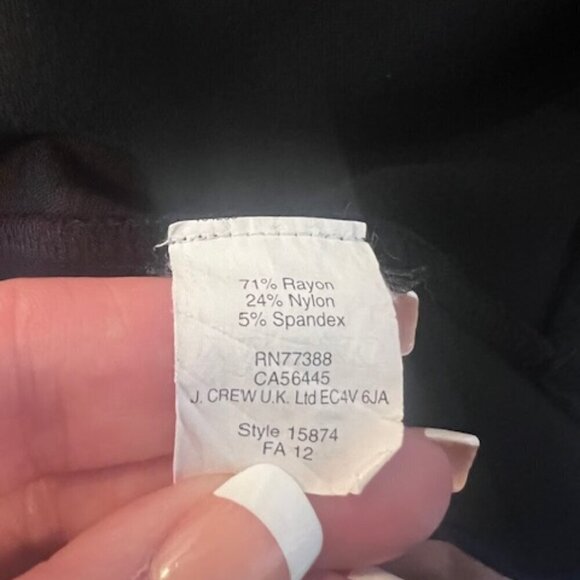 71% Rayon
24% Nylon
5% Spandex
RN77388
CA56445
J. CREW U.K. Ltd EC4V 6JA
Style 15874
FA 12